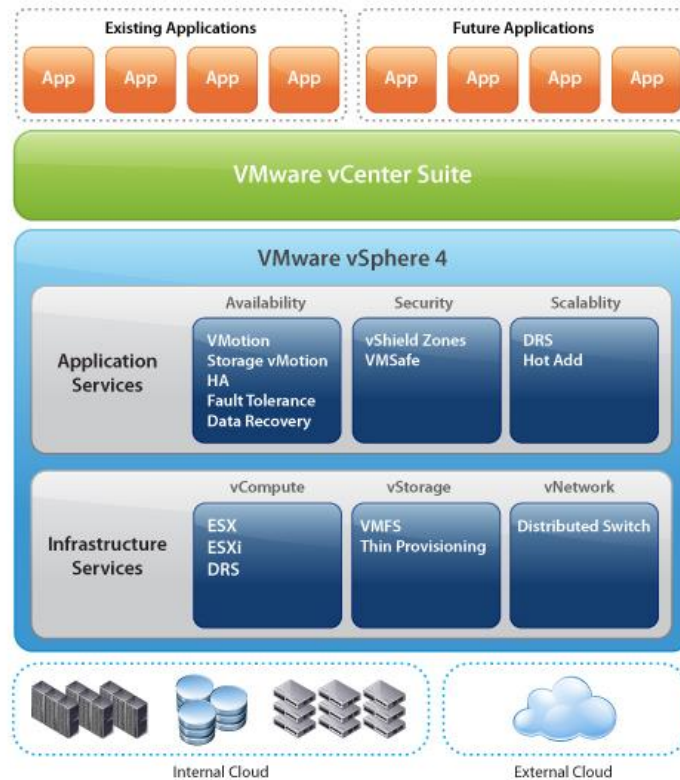 Existing Applications
Future Applications
App App App App
App App App App
VMware vCenter Suite
VMware vSphere 4
Application
Services
Availability
VMotion
Storage vMotion
HA
Fault Tolerance
Data Recovery
Security
vShield Zones
VMSafe
Scalablity
DRS
Hot Add
Infrastructure
Services
vCompute
ESX
ESXi
DRS
vStorage
VMFS
Thin Provisioning
vNetwork
Distributed Switch
Internal Cloud
External Cloud